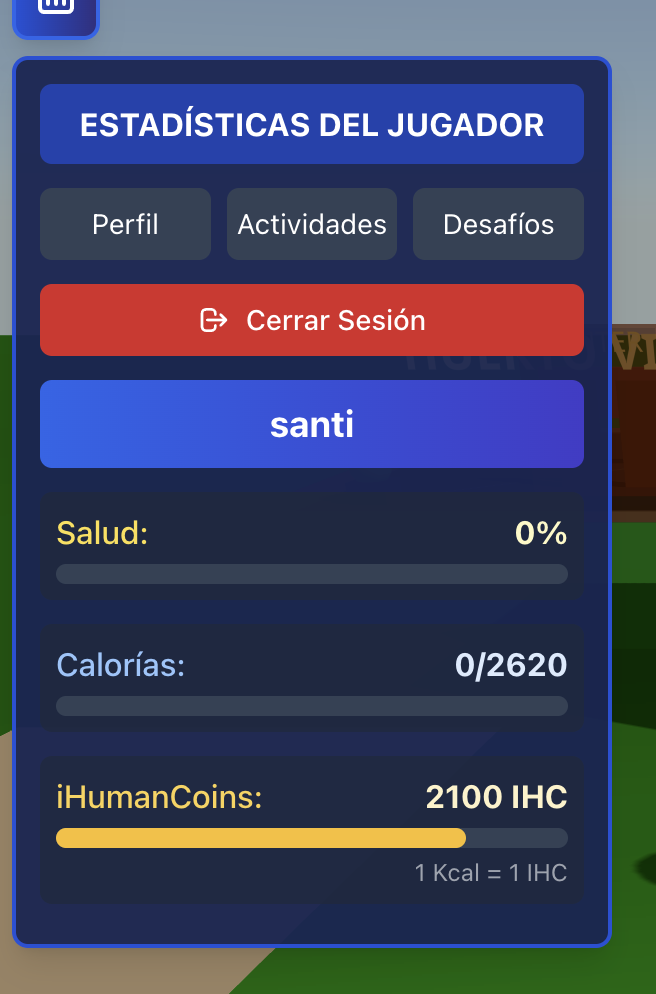 ESTADÍSTICAS DEL JUGADOR
Perfil Actividades Desafíos
Cerrar Sesión
santi
Salud: 0%
Calorías: 0/2620
iHumanCoins: 2100 IHC
1 Kcal = 1 IHC